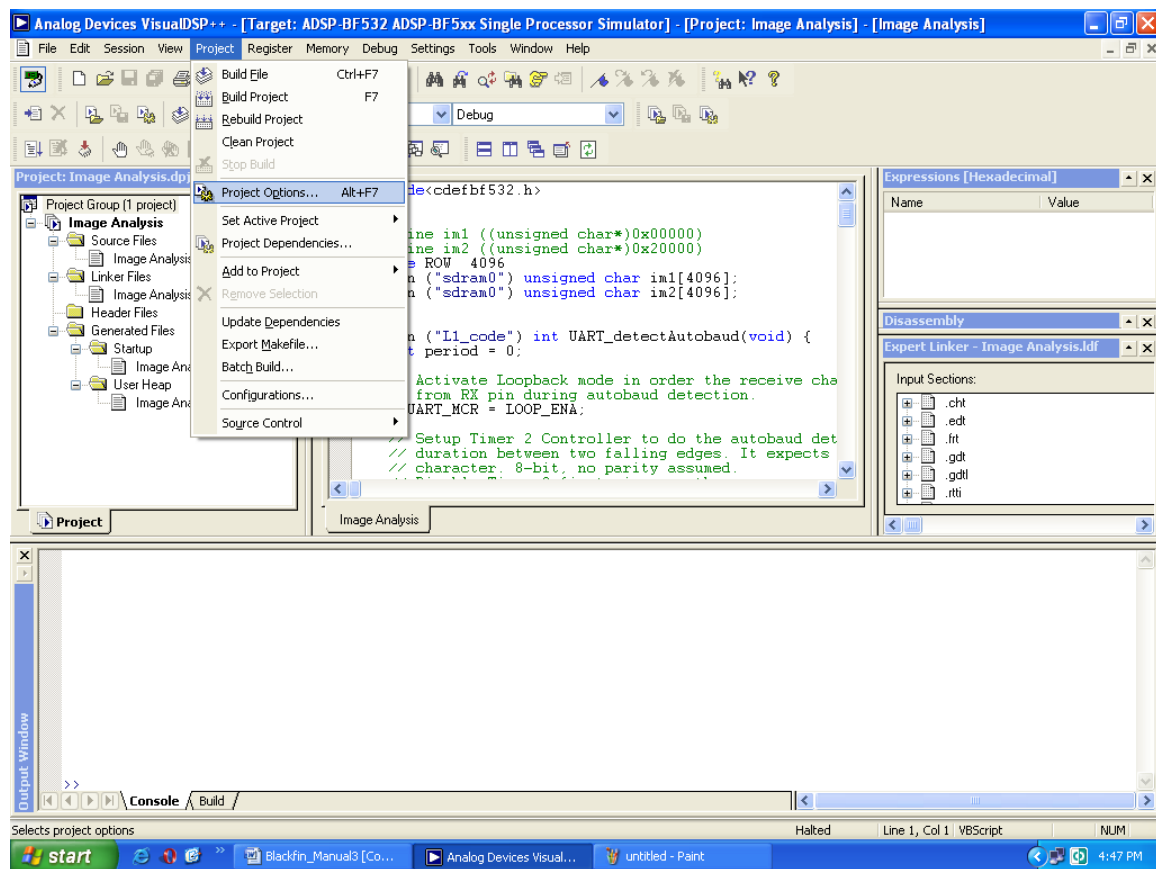 Analog Devices VisualDSP++ - [Target: ADSP-BF532 ADSP-BF5xx Single Processor Simulator] - [Project: Image Analysis] - [Image Analysis]
File Edit Session View Project Register Memory Debug Settings Tools Window Help
Debug
Project: Image Analysis.dpj
Project Group (1 project)
Image Analysis
Source Files
Image Analysis
Linker Files
Image Analysis
Header Files
Generated Files
Startup
Image Ana
User Heap
Image Ana
Project
Build File Ctrl+F7
Build Project F7
Rebuild Project
Clean Project
Stop Build
Project Options... Alt+F7
Set Active Project
Project Dependencies...
Add to Project
Remove Selection
Update Dependencies
Export Makefile...
Batch Build...
Configurations...
Source Control
de<cdefbf532.h>
ine im1 ((unsigned char*)0x00000)
ine im2 ((unsigned char*)0x20000)
e ROW 4096
n ("sdram0") unsigned char im1[4096];
n ("sdram0") unsigned char im2[4096];
n ("L1_code") int UART_detectAutobaud(void) {
t period = 0;
Activate Loopback mode in order the receive cha
from RX pin during autobaud detection.
UART_MCR = LOOP_ENA;
// Setup Timer 2 Controller to do the autobaud det
// duration between two falling edges. It expects
// character. 8-bit, no parity assumed.
Image Analysis
Expressions [Hexadecimal]
Name Value
Disassembly
Expert Linker - Image Analysis.ldf
Input Sections:
.cht
.edt
.frt
.gdt
.gdtl
.rtti
Output Window
>>
Console Build
Selects project options Halted Line 1, Col 1 VBScript NUM
start » Blackfin_Manual3 [Co... Analog Devices Visual... untitled - Paint 4:47 PM